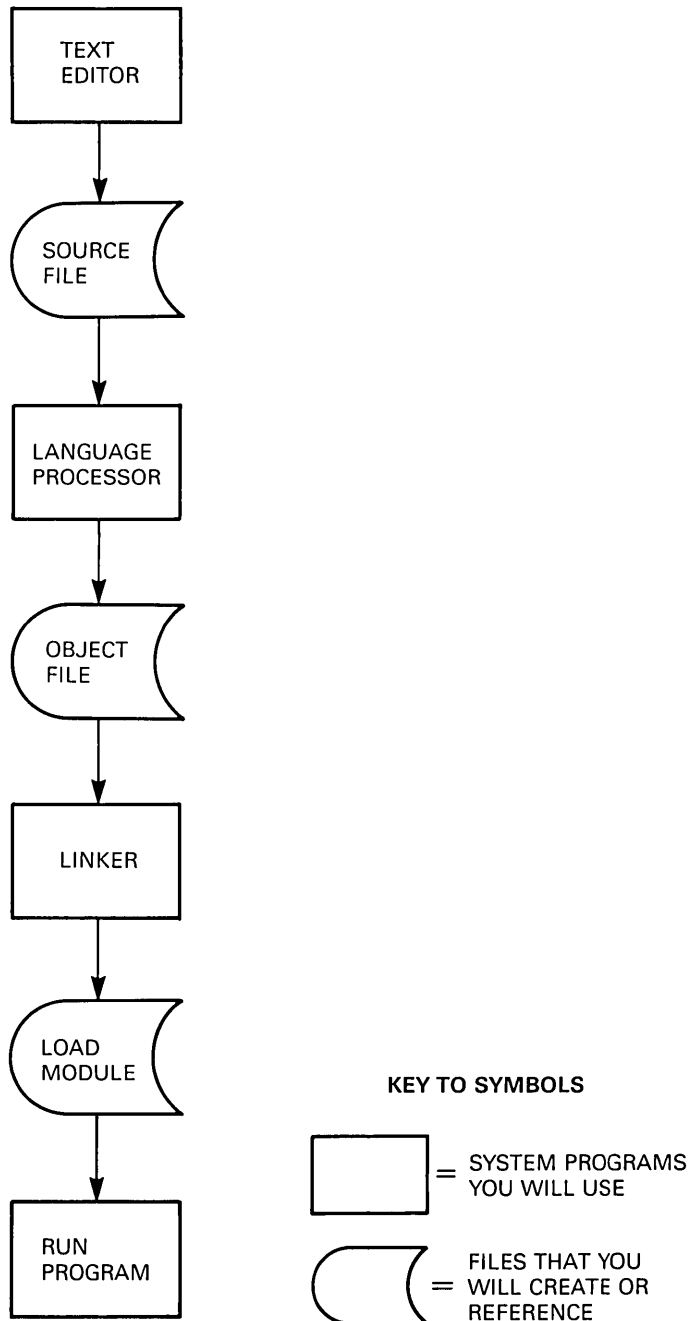 TEXT
EDITOR
SOURCE
FILE
LANGUAGE
PROCESSOR
OBJECT
FILE
LINKER
LOAD
MODULE
RUN
PROGRAM
KEY TO SYMBOLS
= SYSTEM PROGRAMS
YOU WILL USE
= FILES THAT YOU
WILL CREATE OR
REFERENCE